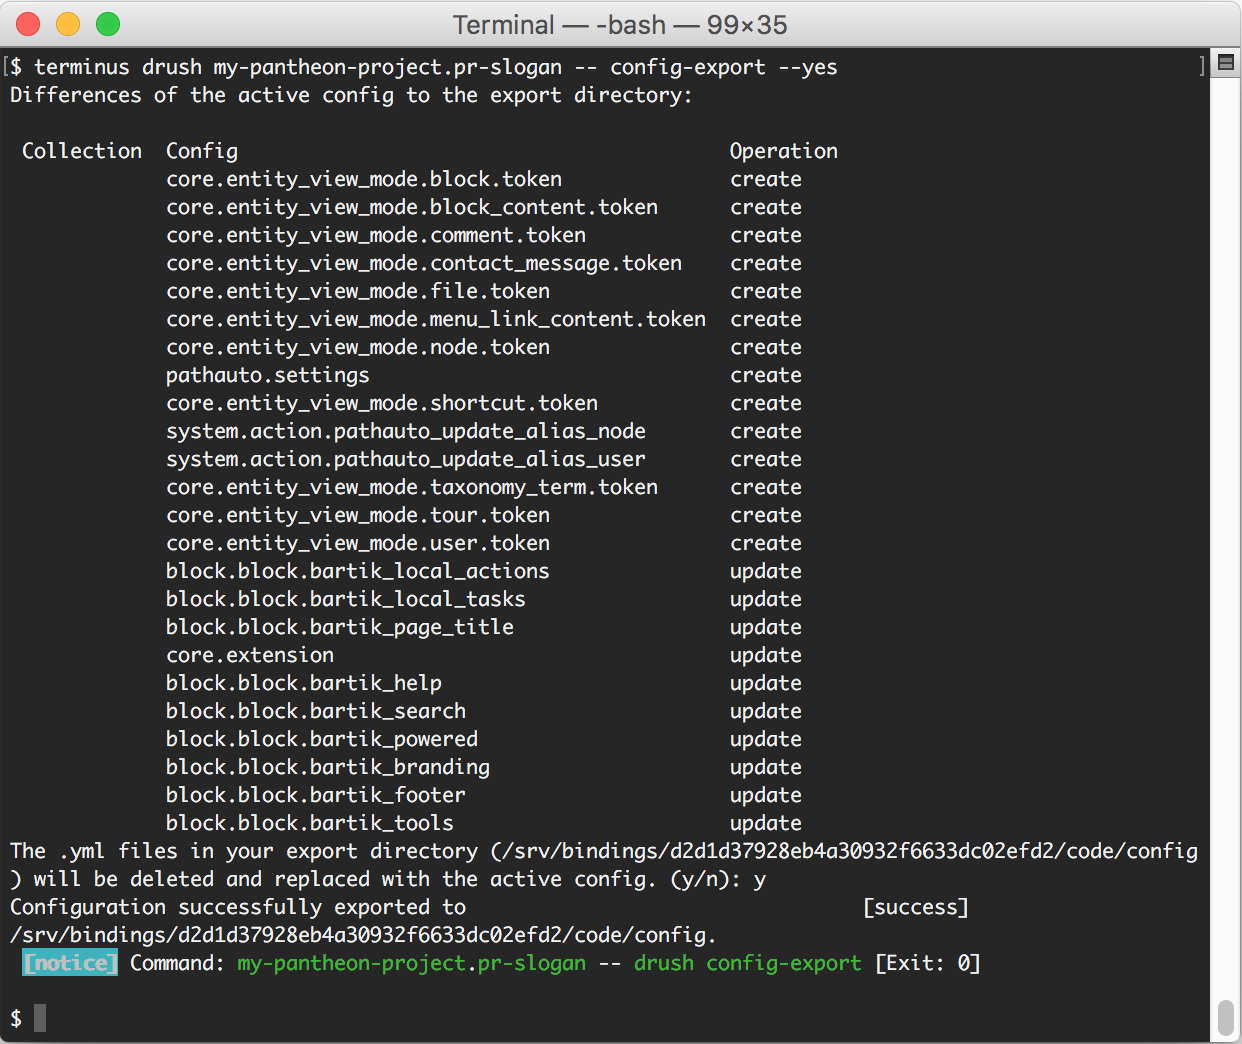 Terminal — -bash — 99×35
[$ terminus drush my-pantheon-project.pr-slogan -- config-export --yes ]
Differences of the active config to the export directory:
Collection Config Operation
core.entity_view_mode.block.token create
core.entity_view_mode.block_content.token create
core.entity_view_mode.comment.token create
core.entity_view_mode.contact_message.token create
core.entity_view_mode.file.token create
core.entity_view_mode.menu_link_content.token create
core.entity_view_mode.node.token create
pathauto.settings create
core.entity_view_mode.shortcut.token create
system.action.pathauto_update_alias_node create
system.action.pathauto_update_alias_user create
core.entity_view_mode.taxonomy_term.token create
core.entity_view_mode.tour.token create
core.entity_view_mode.user.token create
block.block.bartik_local_actions update
block.block.bartik_local_tasks update
block.block.bartik_page_title update
core.extension update
block.block.bartik_help update
block.block.bartik_search update
block.block.bartik_powered update
block.block.bartik_branding update
block.block.bartik_footer update
block.block.bartik_tools update
The .yml files in your export directory (/srv/bindings/d2d1d37928eb4a30932f6633dc02efd2/code/config
) will be deleted and replaced with the active config. (y/n): y
Configuration successfully exported to [success]
/srv/bindings/d2d1d37928eb4a30932f6633dc02efd2/code/config.
[notice] Command: my-pantheon-project.pr-slogan -- drush config-export [Exit: 0]
$